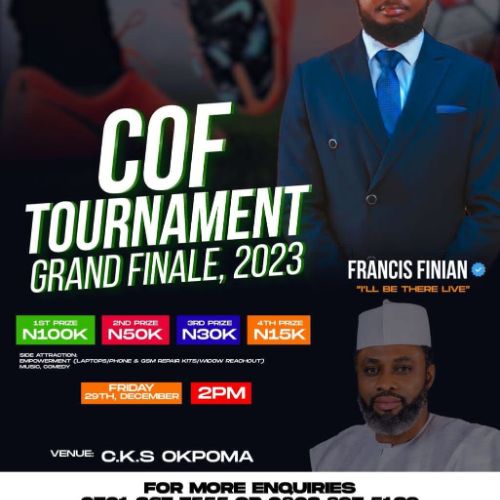 COF
TOURNAMENT
GRAND FINALE, 2023
FRANCIS FINIAN
"I'LL BE THERE LIVE"
1ST PRIZE
N100K
2ND PRIZE
N50K
3RD PRIZE
N30K
4TH PRIZE
N15K
SIDE ATTRACTION:
EMPOWERMENT (LAPTOPS/PHONE & GSM REPAIR KITS/WIDOW REACHOUT)
MUSIC, COMEDY
FRIDAY
29TH, DECEMBER
2PM
VENUE: C.K.S OKPOMA
FOR MORE ENQUIRIES